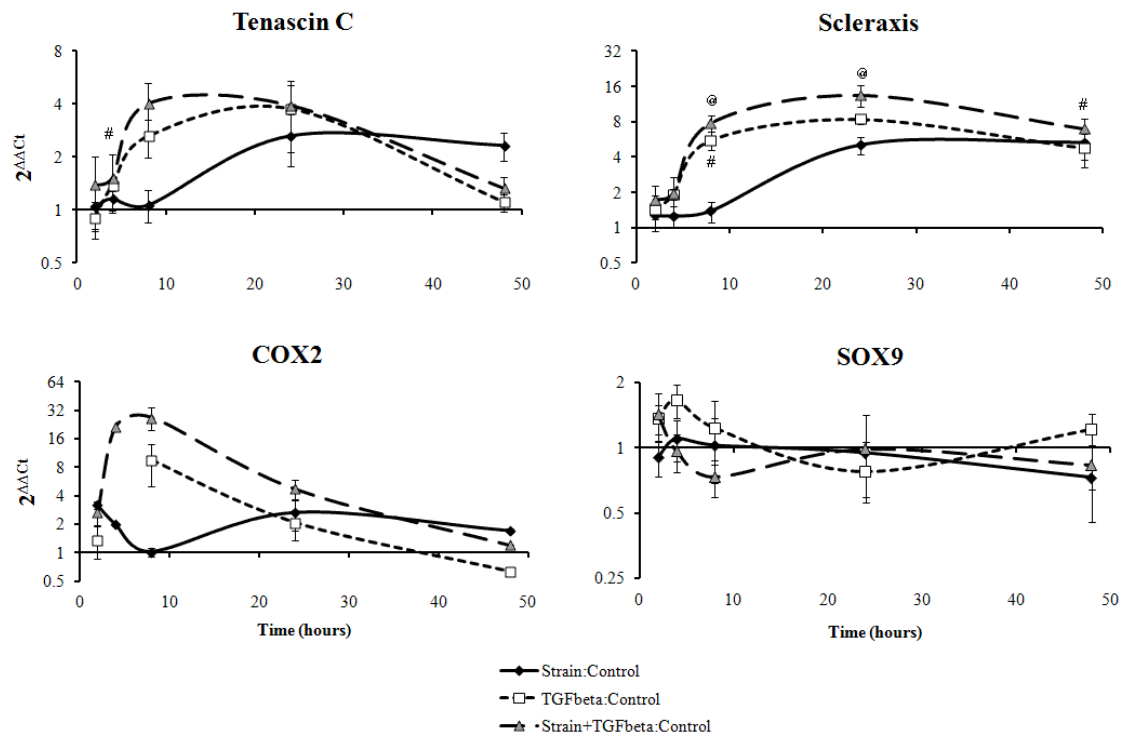 Tenascin C
8
4
2
1
0.5
2ΔΔCt
#
0 10 20 30 40 50
Scleraxis
32
16
8
4
2
1
0.5
@
@
#
#
0 10 20 30 40 50
COX2
64
32
16
8
4
2
1
0.5
2ΔΔCt
0 10 20 30 40 50
Time (hours)
SOX9
2
1
0.5
0.25
0 10 20 30 40 50
Time (hours)
Strain:Control
TGFbeta:Control
Strain+TGFbeta:Control